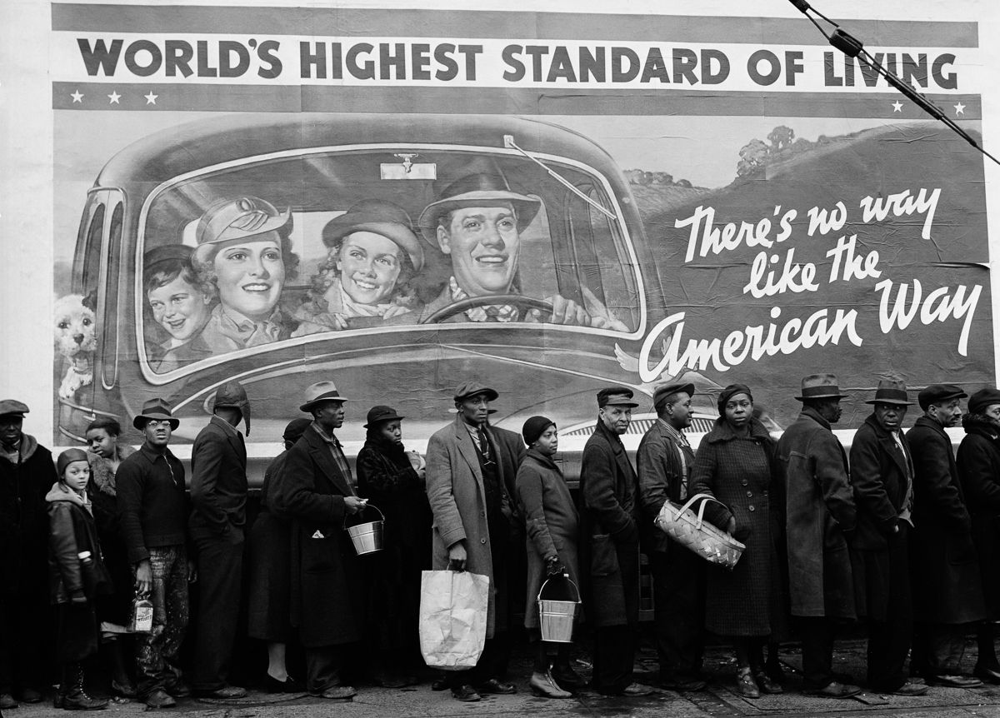 WORLD'S HIGHEST STANDARD OF LIVING
There's no way
like the
American Way